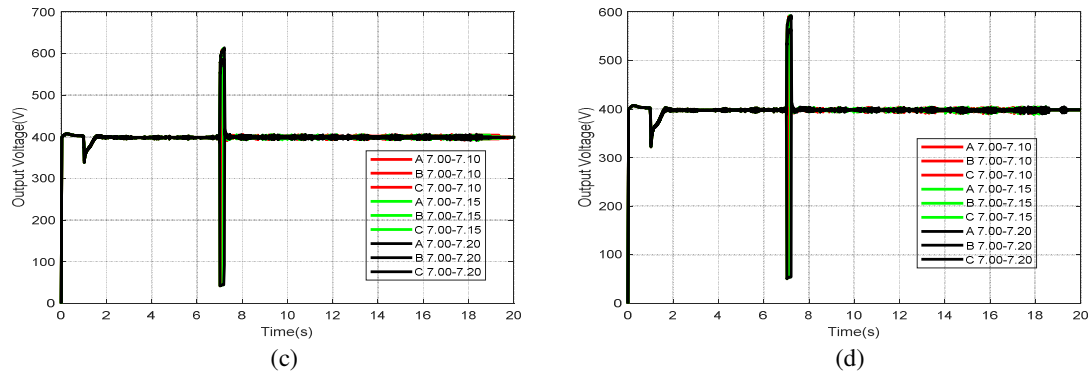 700
600
500
400
300
200
100
0
Output Voltage(V)
A 7.00-7.10
B 7.00-7.10
C 7.00-7.10
A 7.00-7.15
B 7.00-7.15
C 7.00-7.15
A 7.00-7.20
B 7.00-7.20
C 7.00-7.20
0 2 4 6 8 10 12 14 16 18 20
Time(s)
(c)
600
500
400
300
200
100
0
Output Voltage(V)
A 7.00-7.10
B 7.00-7.10
C 7.00-7.10
A 7.00-7.15
B 7.00-7.15
C 7.00-7.15
A 7.00-7.20
B 7.00-7.20
C 7.00-7.20
0 2 4 6 8 10 12 14 16 18 20
Time(s)
(d)